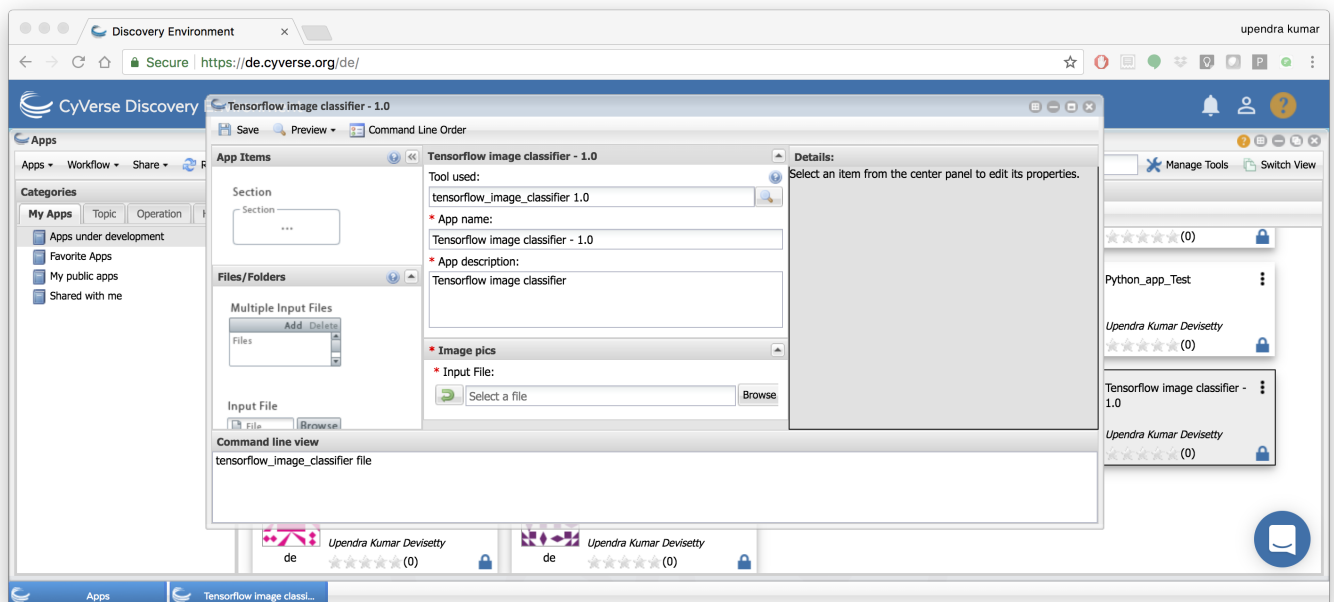 Discovery Environment
upendra kumar
Secure https://de.cyverse.org/de/
CyVerse Discovery
Tensorflow image classifier - 1.0
Save Preview Command Line Order
Apps
Apps Workflow Share
Manage Tools Switch View
Categories
My Apps Topic Operation
Apps under development
Favorite Apps
My public apps
Shared with me
App Items
Section
Section
...
Files/Folders
Multiple Input Files
Add Delete
Files
Input File
File Browse
Tensorflow image classifier - 1.0
Tool used:
tensorflow_image_classifier 1.0
* App name:
Tensorflow image classifier - 1.0
* App description:
Tensorflow image classifier
* Image pics
* Input File:
Select a file Browse
Details:
Select an item from the center panel to edit its properties.
Command line view
tensorflow_image_classifier file
(0)
Python_app_Test
Upendra Kumar Devisetty
(0)
Tensorflow image classifier -
1.0
Upendra Kumar Devisetty
(0)
de
Upendra Kumar Devisetty
(0)
de
Upendra Kumar Devisetty
(0)
Apps Tensorflow image classi...